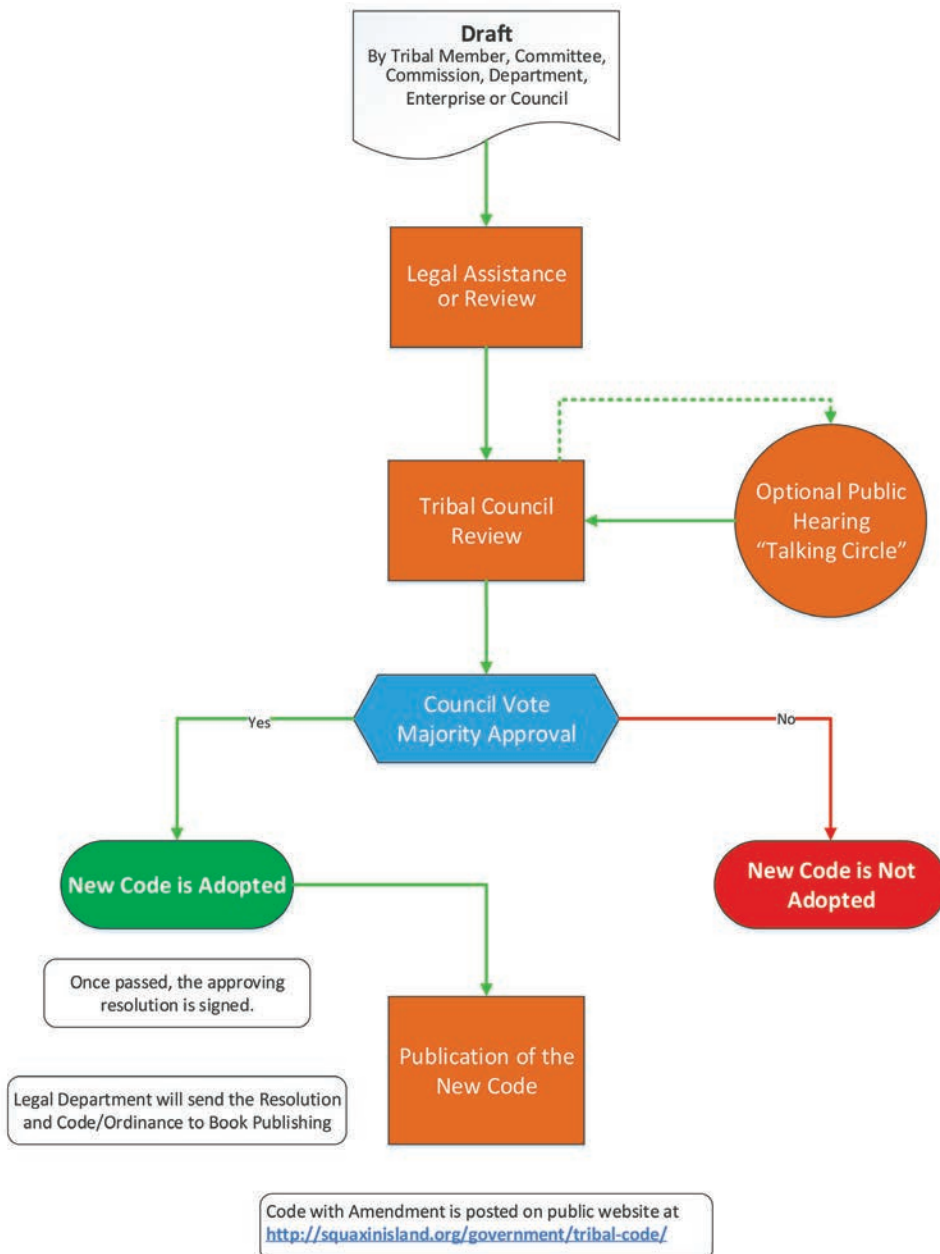 Draft
By Tribal Member, Committee,
Commission, Department,
Enterprise or Council
Legal Assistance
or Review
Tribal Council
Review
Optional Public
Hearing
“Talking Circle”
Council Vote
Majority Approval
Yes
No
New Code is Adopted
New Code is Not
Adopted
Once passed, the approving
resolution is signed.
Publication of the
New Code
Legal Department will send the Resolution
and Code/Ordinance to Book Publishing
Code with Amendment is posted on public website at
http://squaxinisland.org/government/tribal-code/